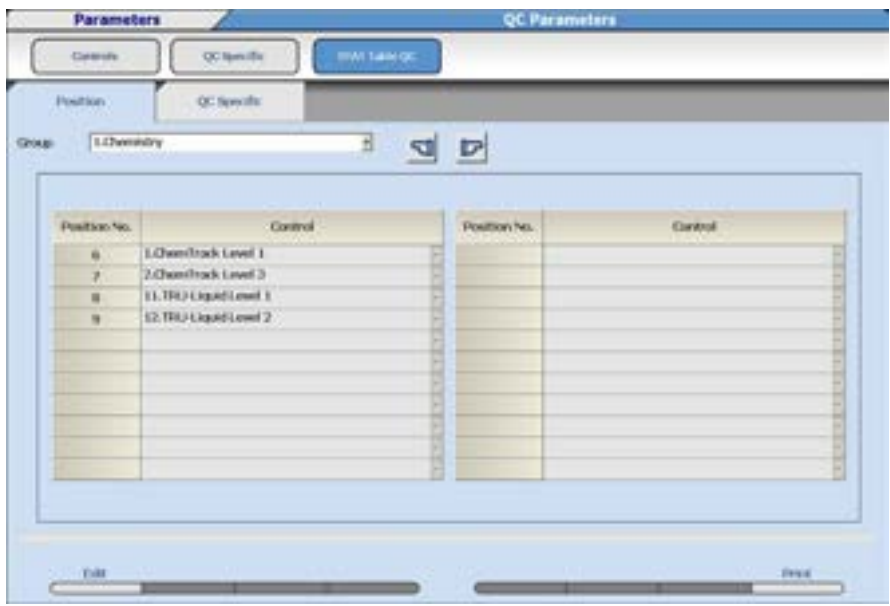 Parameters QC Parameters
Controls QC Specific STAT Table QC
Position QC Specific
Group 1.Chemistry
Position No. Control Position No. Control
6 1.ChemTrack Level 1
7 2.ChemTrack Level 3
8 11.TRU-Liquid Level 1
9 12.TRU-Liquid Level 2
Edit Print